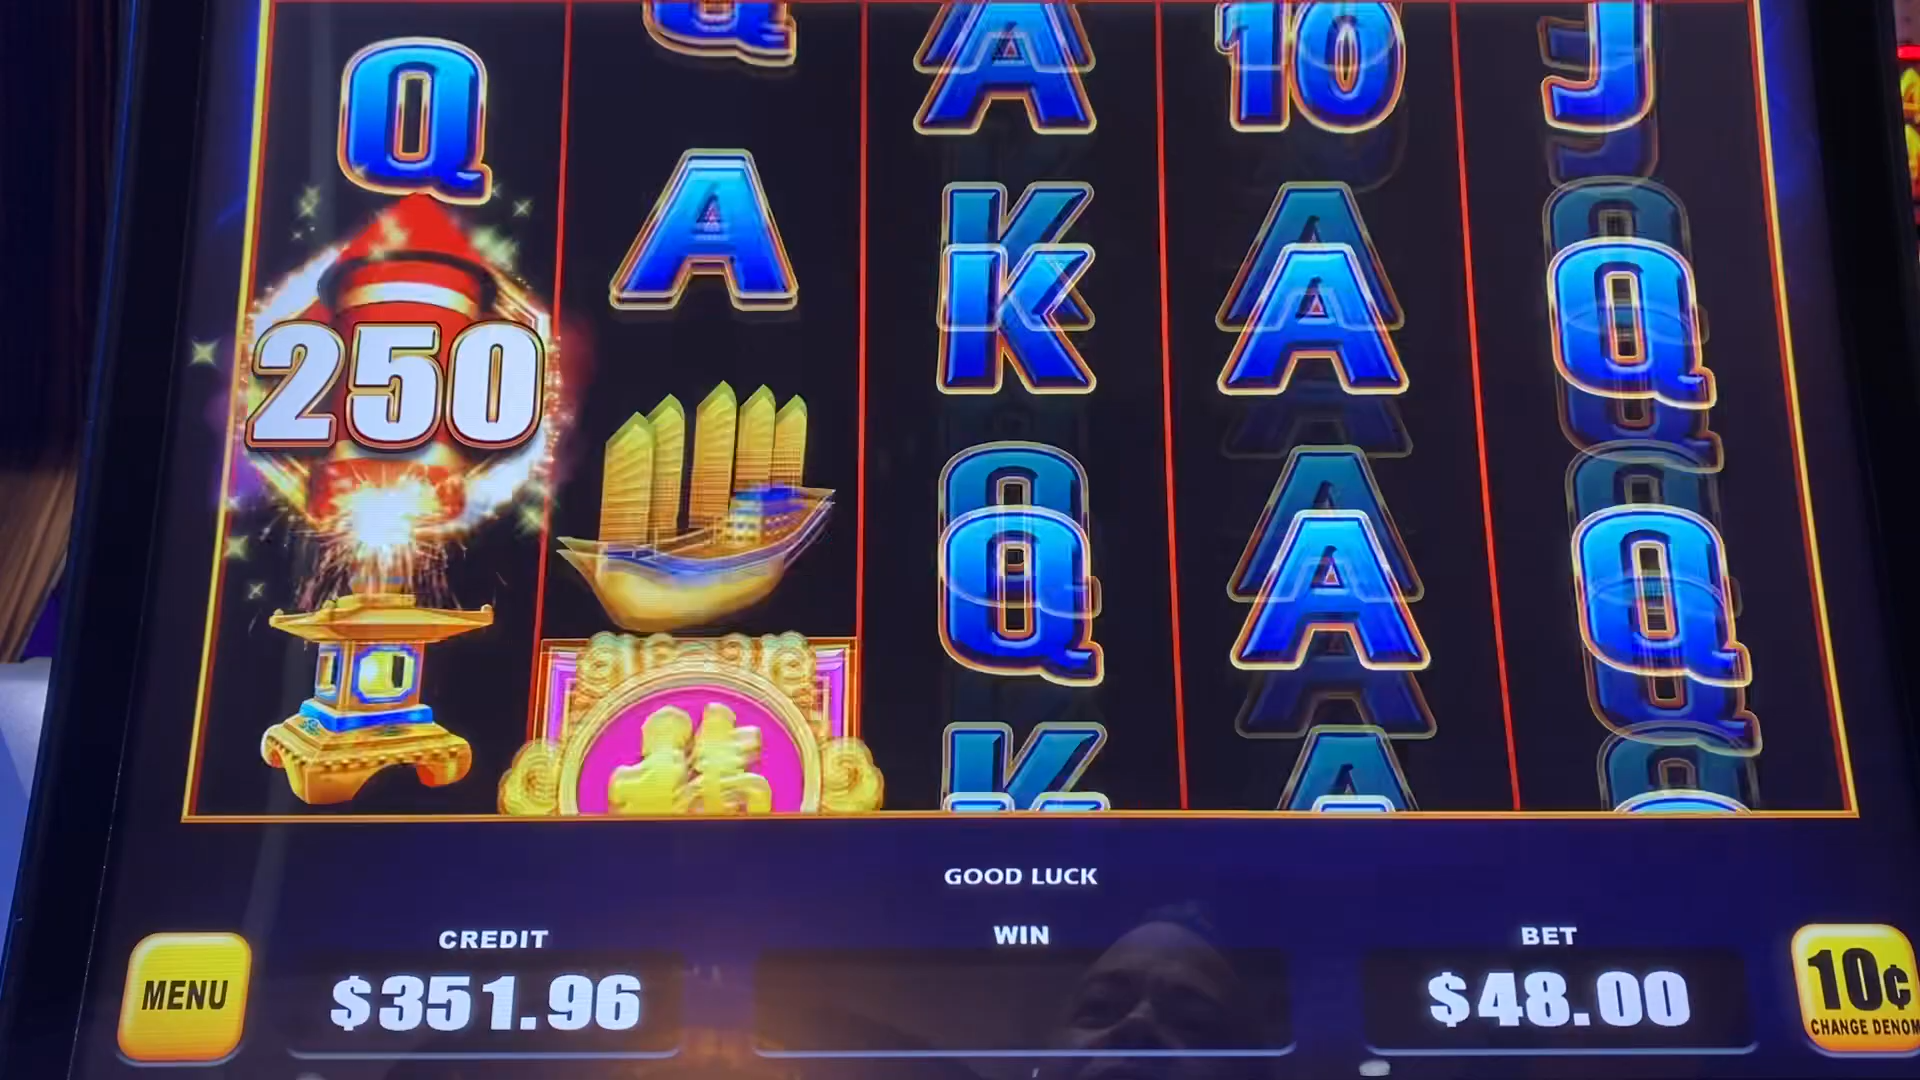 Q Q A 10 J
A K A Q
250
Q A Q
K A Q
GOOD LUCK
CREDIT WIN BET
MENU $351.96 $48.00 10¢
CHANGE DENOM